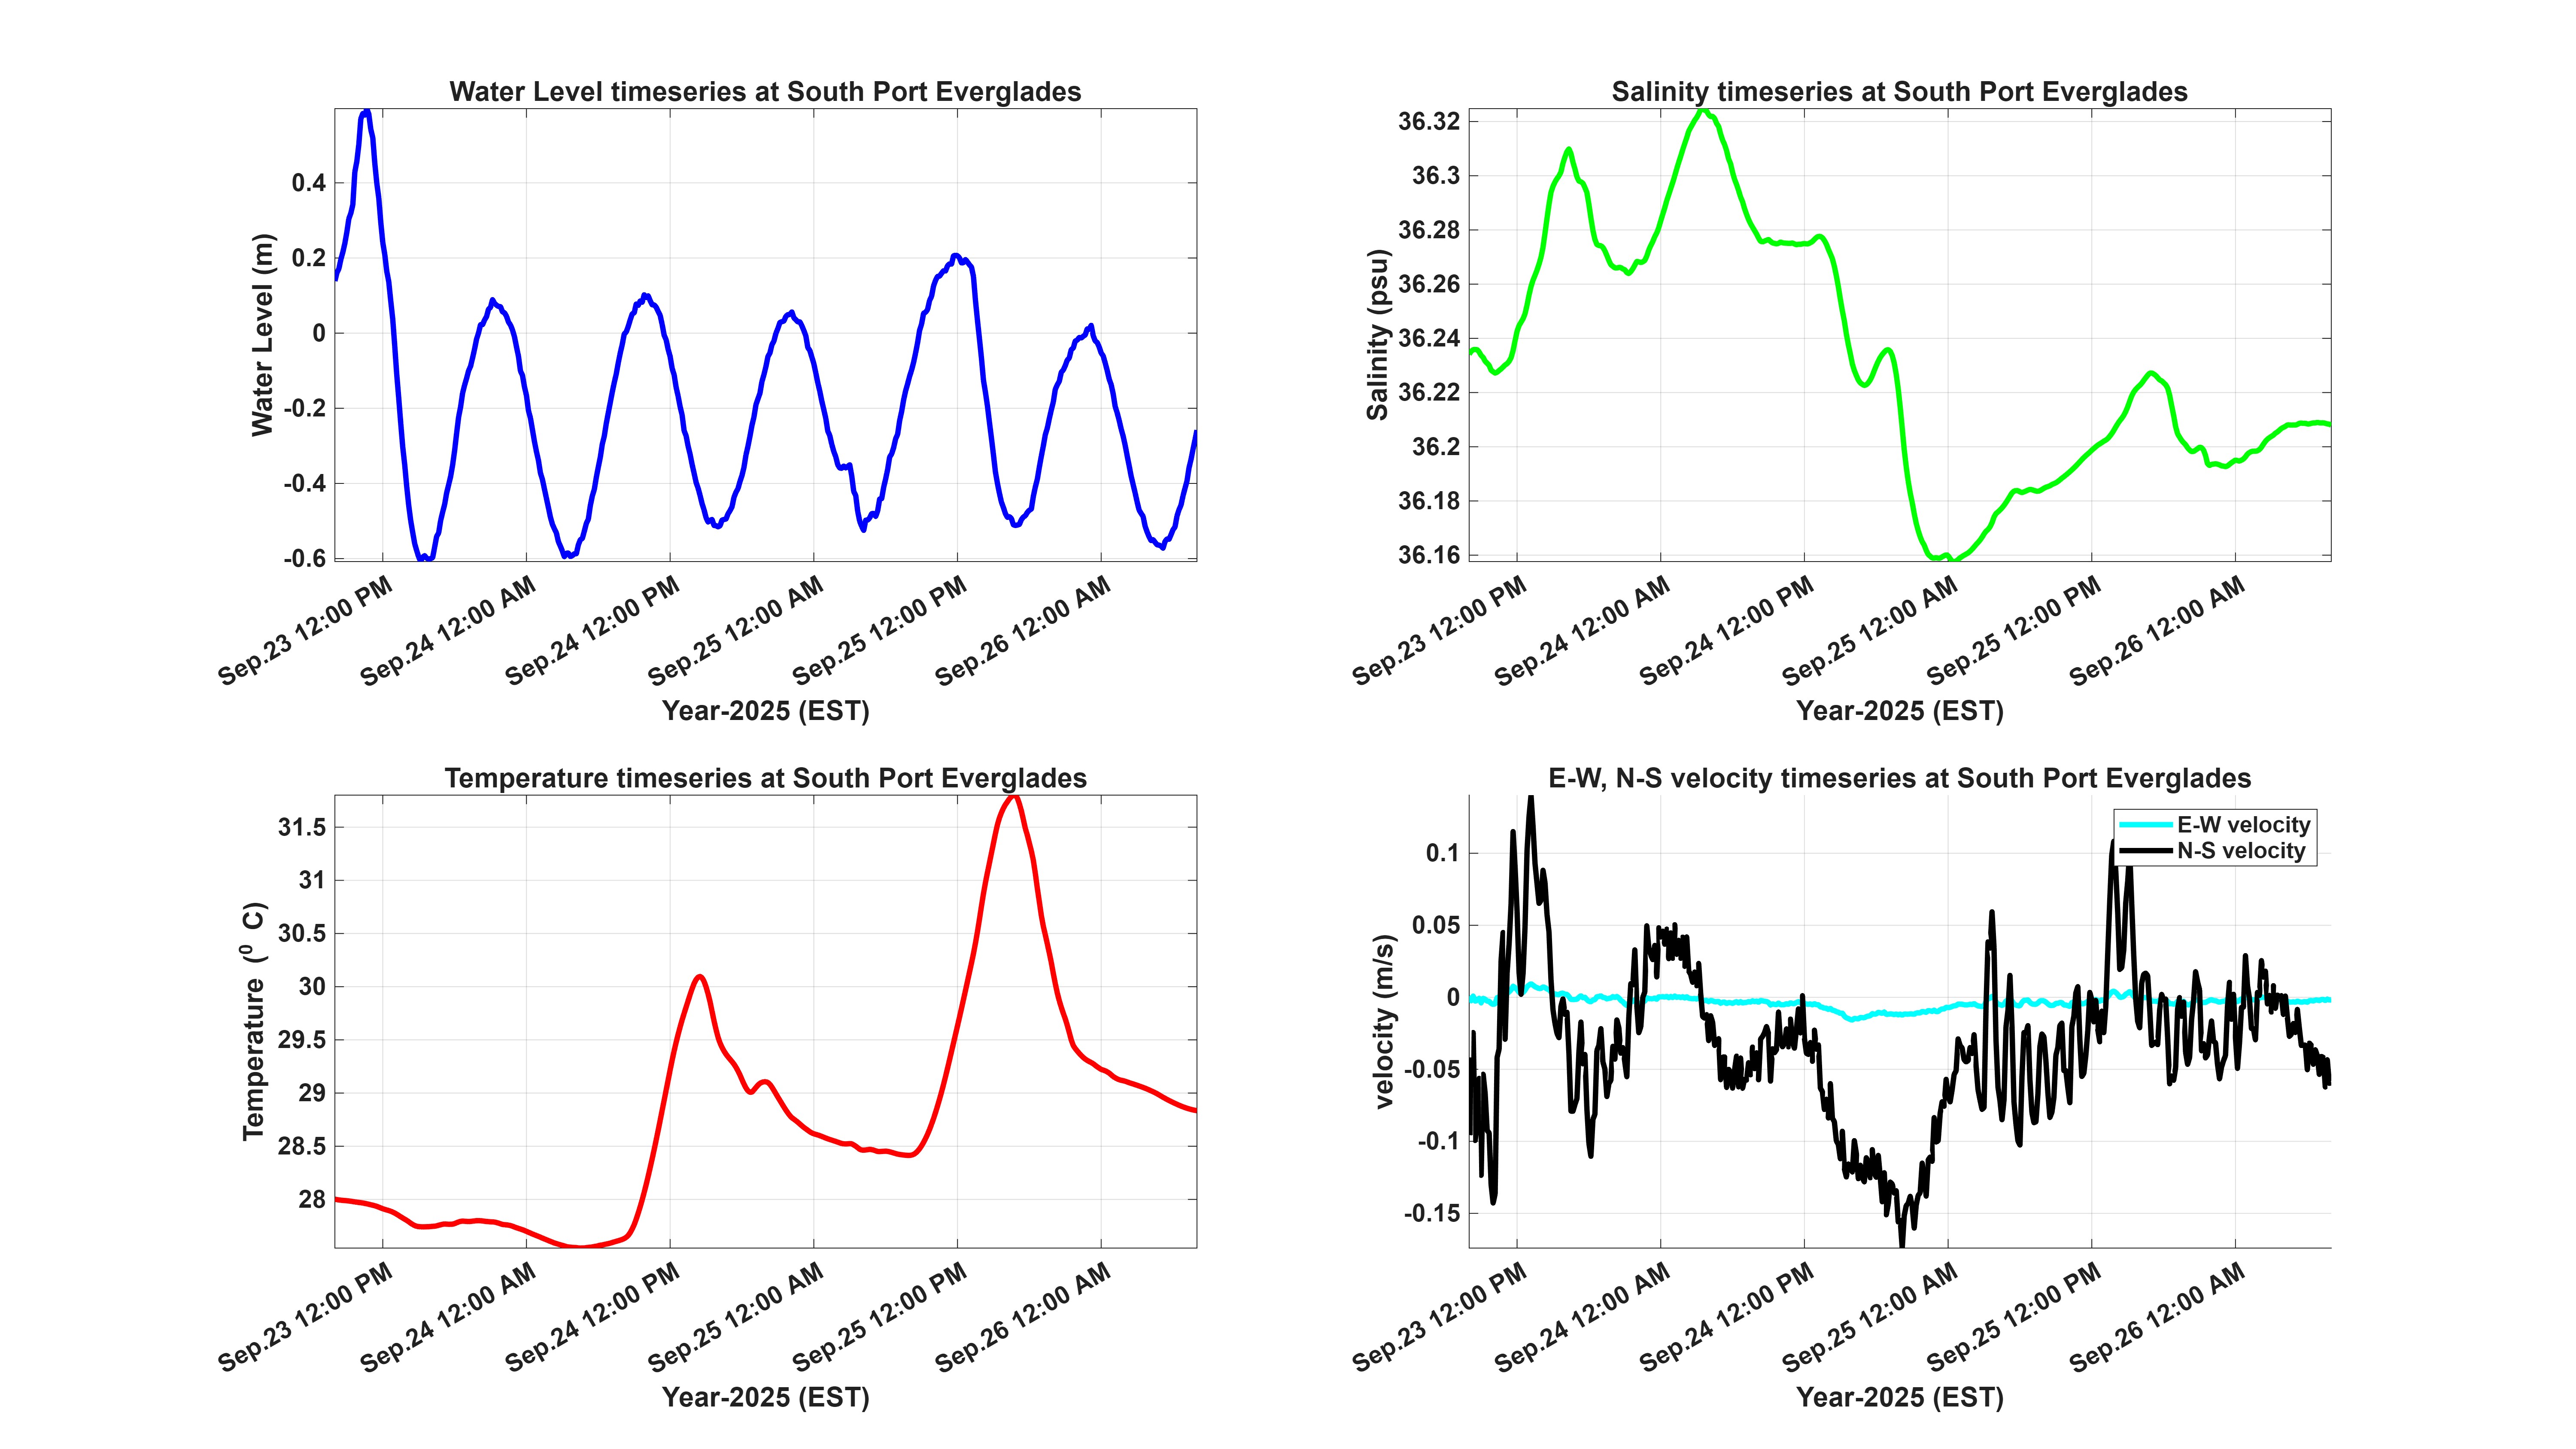 Water Level timeseries at South Port Everglades
Water Level (m)
0.4
0.2
0
-0.2
-0.4
-0.6
Sep.23 12:00 PM
Sep.24 12:00 AM
Sep.24 12:00 PM
Sep.25 12:00 AM
Sep.25 12:00 PM
Sep.26 12:00 AM
Year-2025 (EST)
Salinity timeseries at South Port Everglades
Salinity (psu)
36.32
36.3
36.28
36.26
36.24
36.22
36.2
36.18
36.16
Sep.23 12:00 PM
Sep.24 12:00 AM
Sep.24 12:00 PM
Sep.25 12:00 AM
Sep.25 12:00 PM
Sep.26 12:00 AM
Year-2025 (EST)
Temperature timeseries at South Port Everglades
Temperature (⁰ C)
31.5
31
30.5
30
29.5
29
28.5
28
Sep.23 12:00 PM
Sep.24 12:00 AM
Sep.24 12:00 PM
Sep.25 12:00 AM
Sep.25 12:00 PM
Sep.26 12:00 AM
Year-2025 (EST)
E-W, N-S velocity timeseries at South Port Everglades
velocity (m/s)
0.1
0.05
0
-0.05
-0.1
-0.15
E-W velocity
N-S velocity
Sep.23 12:00 PM
Sep.24 12:00 AM
Sep.24 12:00 PM
Sep.25 12:00 AM
Sep.25 12:00 PM
Sep.26 12:00 AM
Year-2025 (EST)